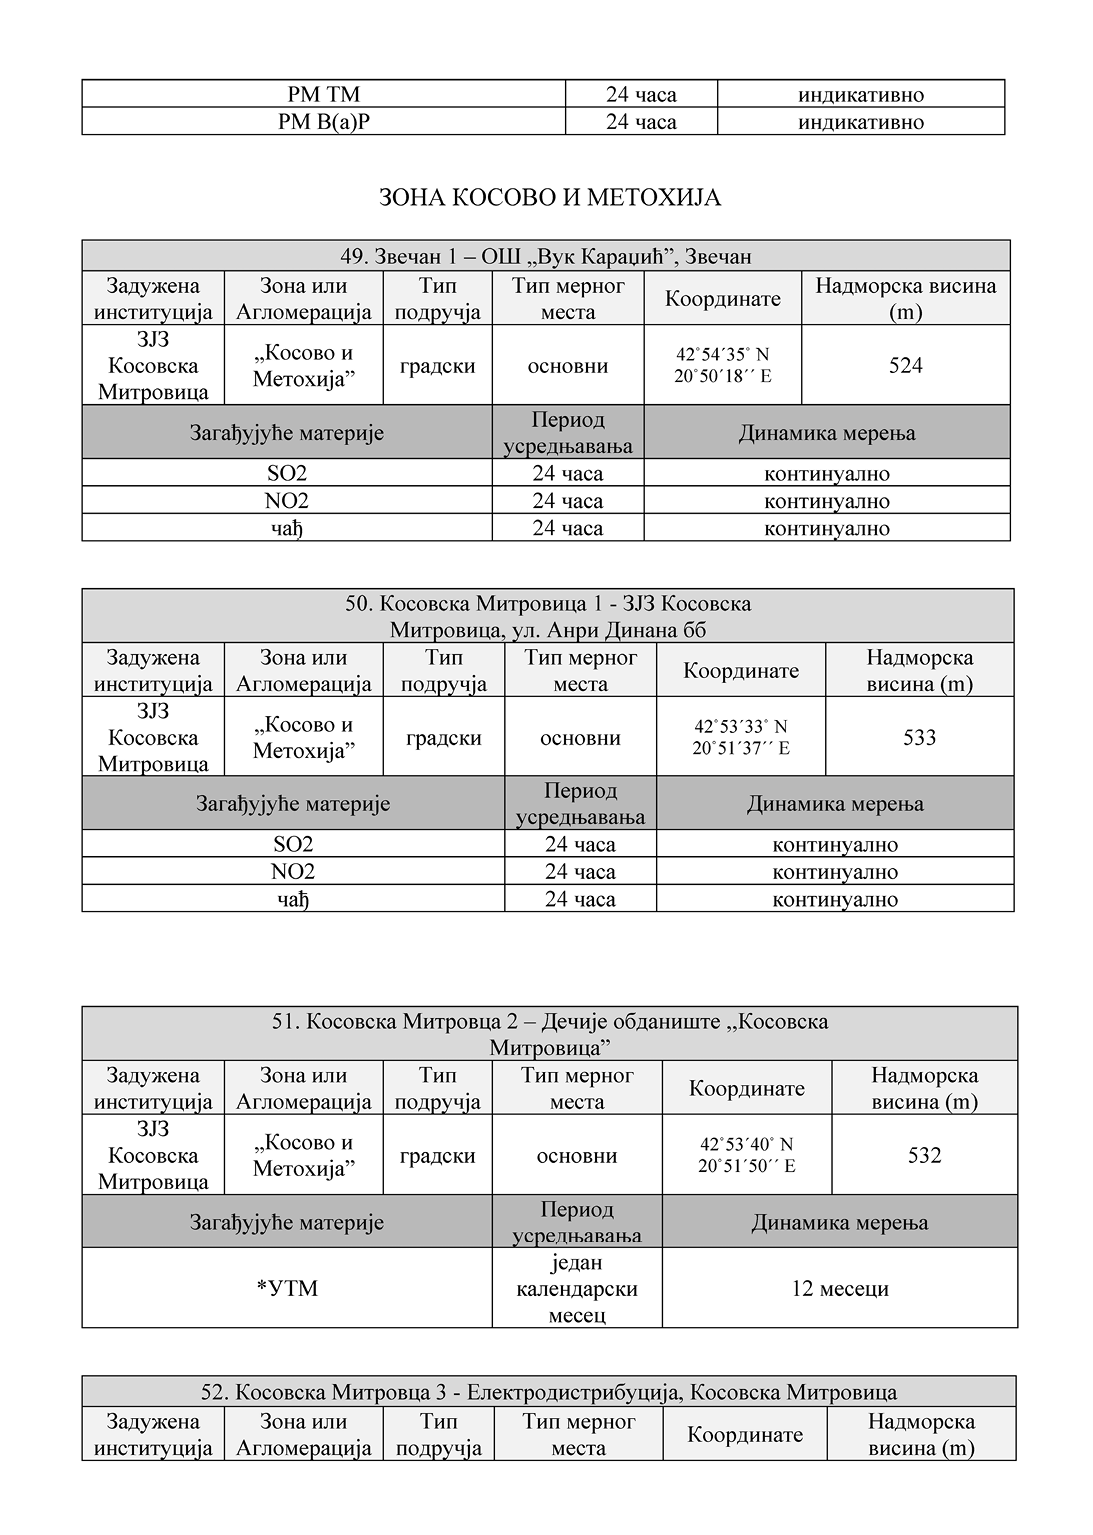 РМ ТМ 24 часа индикативно
РМ В(а)Р 24 часа индикативно
ЗОНА КОСОВО И МЕТОХИЈА
49. Звечан 1 – ОШ „Вук Караџић”, Звечан
Задужена институција Зона или Агломерација Тип подручја Тип мерног места Координате Надморска висина (m)
ЗЈЗ Косовска Митровица „Косово и Метохија” градски основни 42˚54´35˚ N 20˚50´18´´ E 524
Загађујуће материје Период усредњавања Динамика мерења
SO2 24 часа континуално
NO2 24 часа континуално
чађ 24 часа континуално
50. Косовска Митровица 1 - ЗЈЗ Косовска
Митровица, ул. Анри Динана бб
Задужена институција Зона или Агломерација Тип подручја Тип мерног места Координате Надморска висина (m)
ЗЈЗ Косовска Митровица „Косово и Метохија” градски основни 42˚53´33˚ N 20˚51´37´´ E 533
Загађујуће материје Период усредњавања Динамика мерења
SO2 24 часа континуално
NO2 24 часа континуално
чађ 24 часа континуално
51. Косовска Митровца 2 – Дечије обданиште ,,Косовска
Митровица”
Задужена институција Зона или Агломерација Тип подручја Тип мерног места Координате Надморска висина (m)
ЗЈЗ Косовска Митровица „Косово и Метохија” градски основни 42˚53´40˚ N 20˚51´50´´ E 532
Загађујуће материје Период усредњавања Динамика мерења
*УТМ један календарски месец 12 месеци
52. Косовска Митровца 3 - Електродистрибуција, Косовска Митровица
Задужена институција Зона или Агломерација Тип подручја Тип мерног места Координате Надморска висина (m)